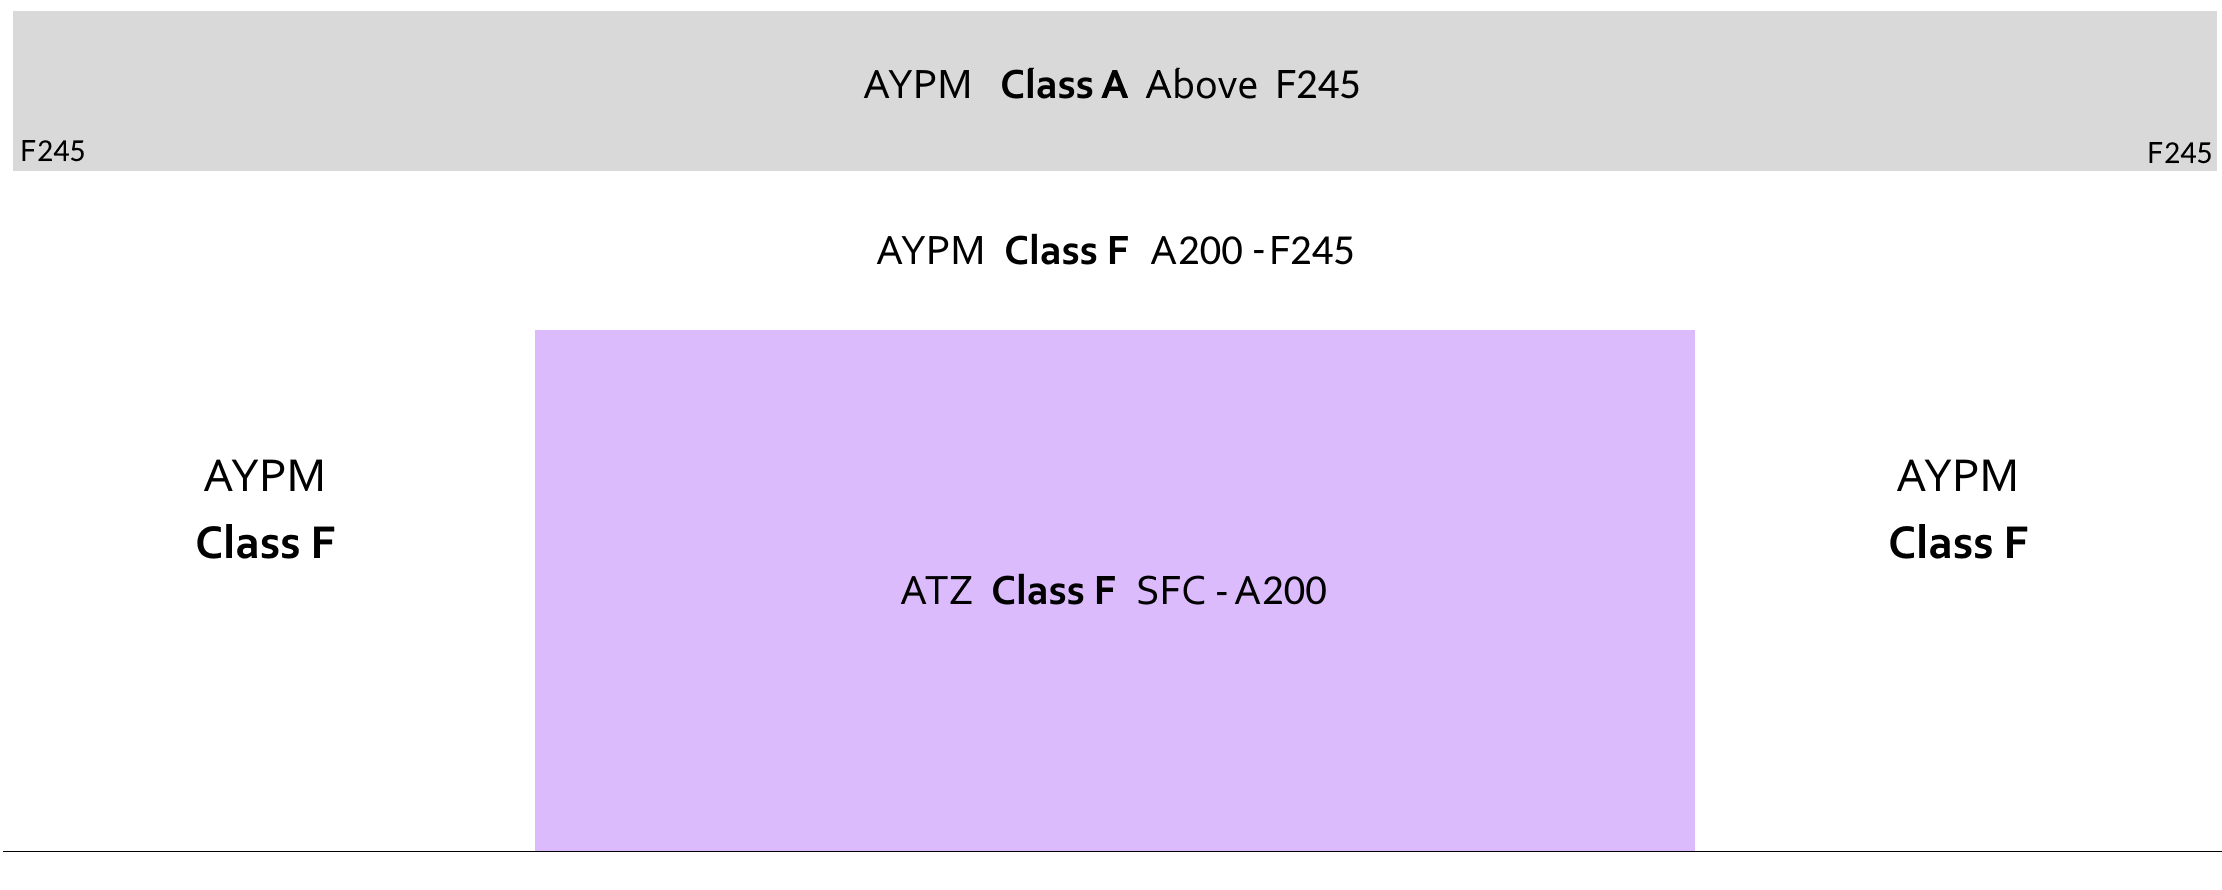 AYPM Class A Above F245
F245
F245
AYPM Class F A200 - F245
AYPM
Class F
AYPM
Class F
ATZ Class F SFC - A200